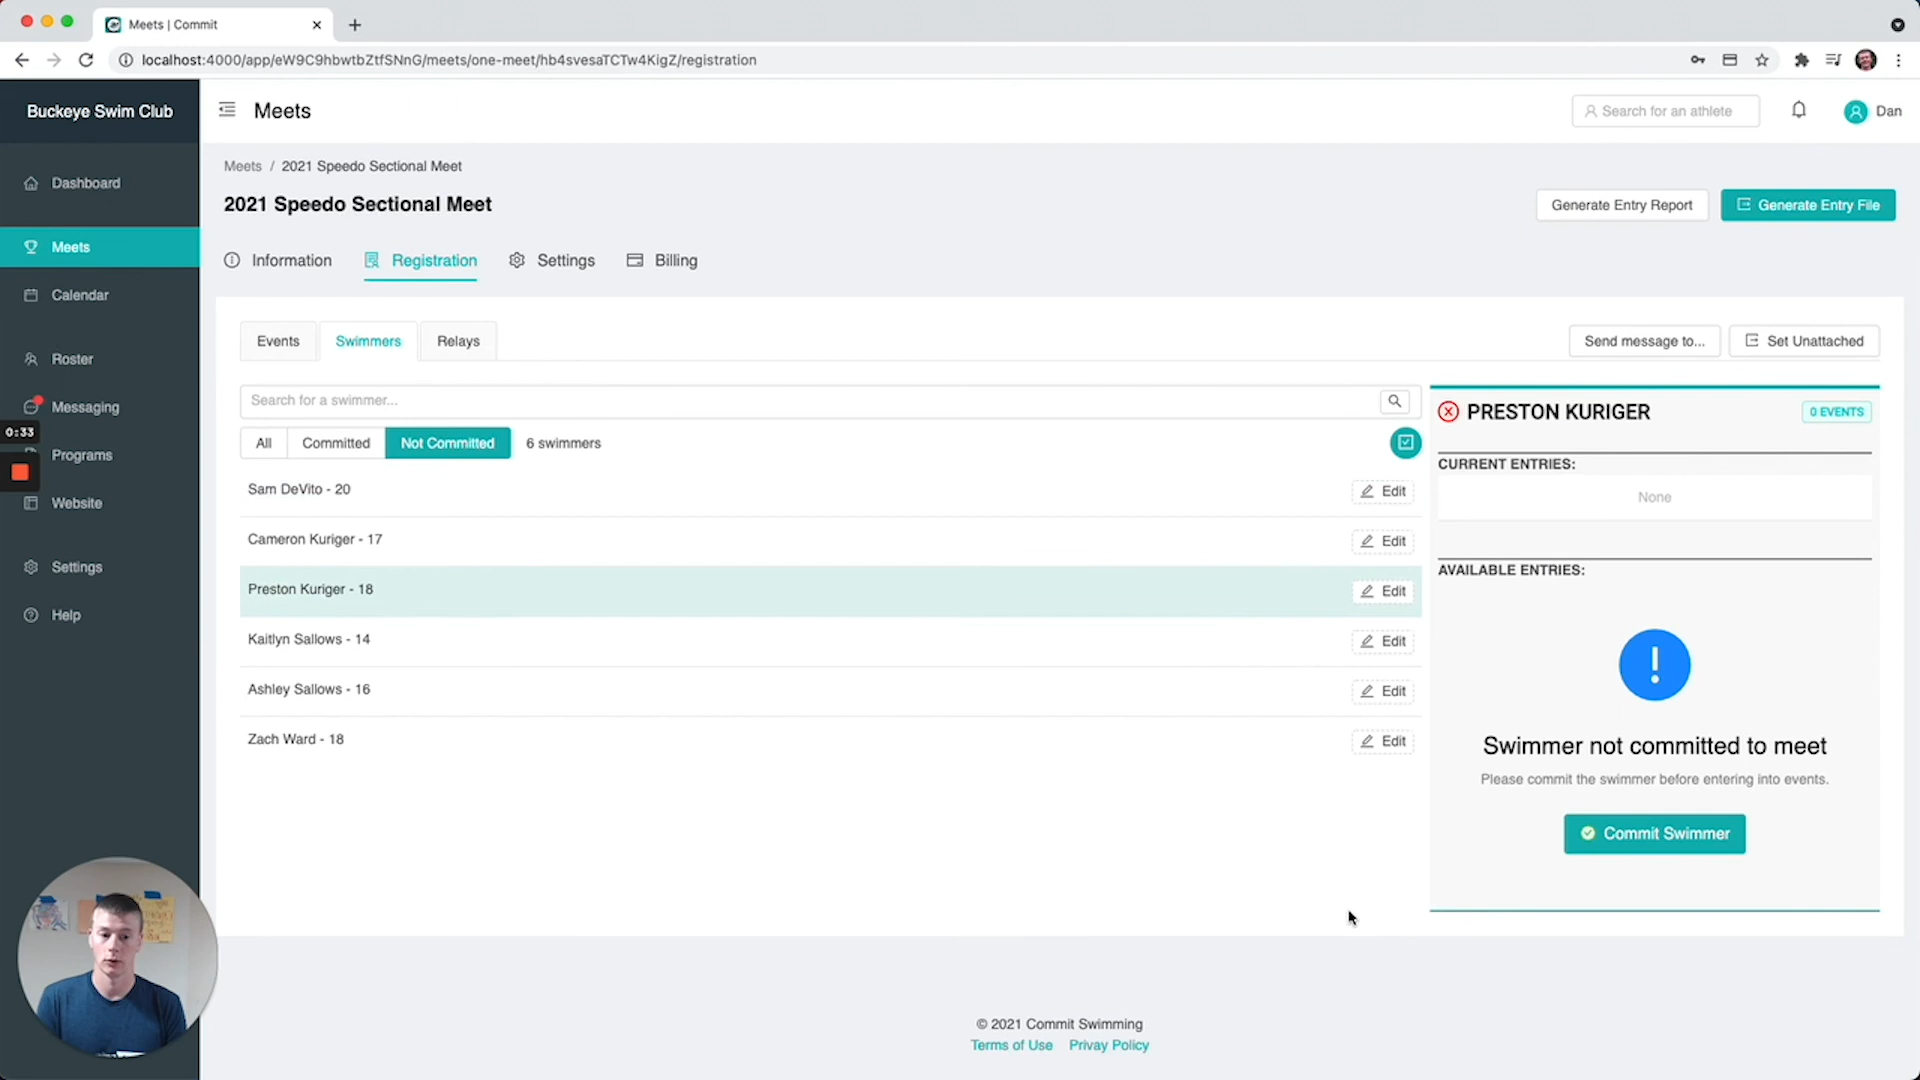 Meets | Commit
localhost:4000/app/eW9C9hbwtbZtfSNnG/meets/one-meet/hb4svesaTCTw4KigZ/registration
Buckeye Swim Club
Meets
Search for an athlete
Dan
Dashboard
Meets
Calendar
Roster
Messaging
0:33
Programs
Website
Settings
Help
Meets / 2021 Speedo Sectional Meet
2021 Speedo Sectional Meet
Generate Entry Report
Generate Entry File
Information
Registration
Settings
Billing
Events
Swimmers
Relays
Send message to...
Set Unattached
Search for a swimmer...
All
Committed
Not Committed
6 swimmers
Sam DeVito - 20
Edit
Cameron Kuriger - 17
Edit
Preston Kuriger - 18
Edit
Kaitlyn Sallows - 14
Edit
Ashley Sallows - 16
Edit
Zach Ward - 18
Edit
PRESTON KURIGER
0 EVENTS
CURRENT ENTRIES:
None
AVAILABLE ENTRIES:
Swimmer not committed to meet
Please commit the swimmer before entering into events.
Commit Swimmer
© 2021 Commit Swimming
Terms of Use Privay Policy